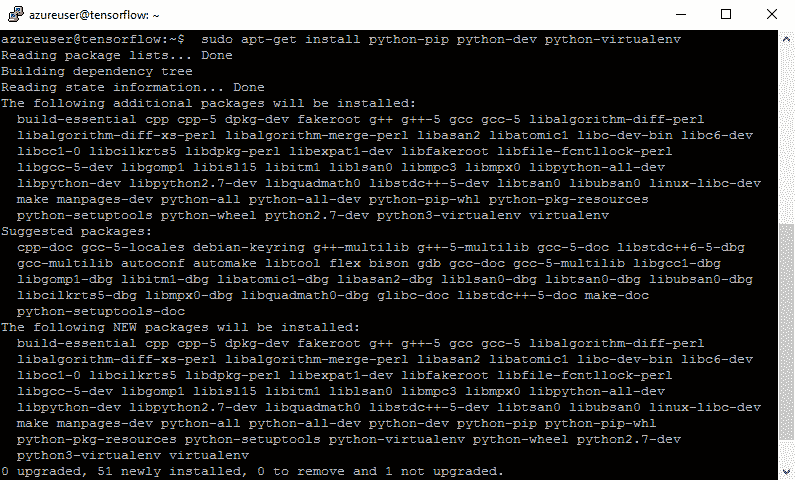 azureuser@tensorflow: ~
azureuser@tensorflow:~$  sudo apt-get install python-pip python-dev python-virtualenv
Reading package lists... Done
Building dependency tree
Reading state information... Done
The following additional packages will be installed:
  build-essential cpp cpp-5 dpkg-dev fakeroot g++ g++-5 gcc gcc-5 libalgorithm-diff-perl
  libalgorithm-diff-xs-perl libalgorithm-merge-perl libasan2 libatomic1 libc-dev-bin libc6-dev
  libcc1-0 libcilkrts5 libdpkg-perl libexpat1-dev libfakeroot libfile-fcntllock-perl
  libgcc-5-dev libgomp1 libisl15 libitm1 liblsan0 libmpc3 libmpx0 libpython-all-dev
  libpython-dev libpython2.7-dev libquadmath0 libstdc++-5-dev libtsan0 libubsan0 linux-libc-dev
  make manpages-dev python-all python-all-dev python-pip-whl python-pkg-resources
  python-setuptools python-wheel python2.7-dev python3-virtualenv virtualenv
Suggested packages:
  cpp-doc gcc-5-locales debian-keyring g++-multilib g++-5-multilib gcc-5-doc libstdc++6-5-dbg
  gcc-multilib autoconf automake libtool flex bison gdb gcc-doc gcc-5-multilib libgcc1-dbg
  libgomp1-dbg libitm1-dbg libatomic1-dbg libasan2-dbg liblsan0-dbg libtsan0-dbg libubsan0-dbg
  libcilkrts5-dbg libmpx0-dbg libquadmath0-dbg glibc-doc libstdc++-5-doc make-doc
  python-setuptools-doc
The following NEW packages will be installed:
  build-essential cpp cpp-5 dpkg-dev fakeroot g++ g++-5 gcc gcc-5 libalgorithm-diff-perl
  libalgorithm-diff-xs-perl libalgorithm-merge-perl libasan2 libatomic1 libc-dev-bin libc6-dev
  libcc1-0 libcilkrts5 libdpkg-perl libexpat1-dev libfakeroot libfile-fcntllock-perl
  libgcc-5-dev libgomp1 libisl15 libitm1 liblsan0 libmpc3 libmpx0 libpython-all-dev
  libpython-dev libpython2.7-dev libquadmath0 libstdc++-5-dev libtsan0 libubsan0 linux-libc-dev
  make manpages-dev python-all python-all-dev python-dev python-pip python-pip-whl
  python-pkg-resources python-setuptools python-virtualenv python-wheel python2.7-dev
  python3-virtualenv virtualenv
0 upgraded, 51 newly installed, 0 to remove and 1 not upgraded.